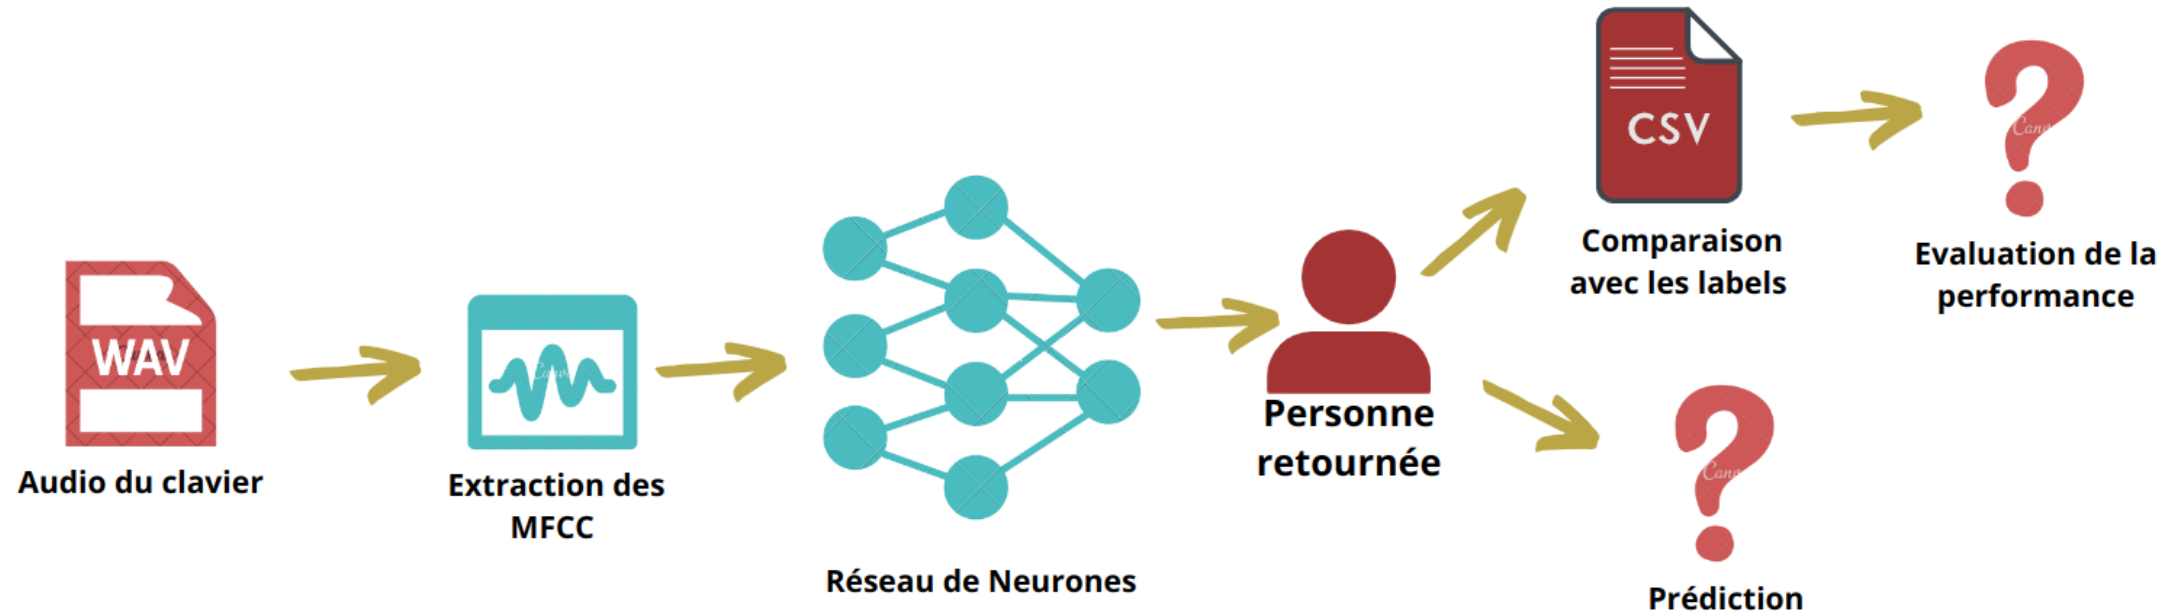 WAV
Audio du clavier
Extraction des
MFCC
Réseau de Neurones
Personne
retournée
CSV
Comparaison
avec les labels
Evaluation de la
performance
Prédiction